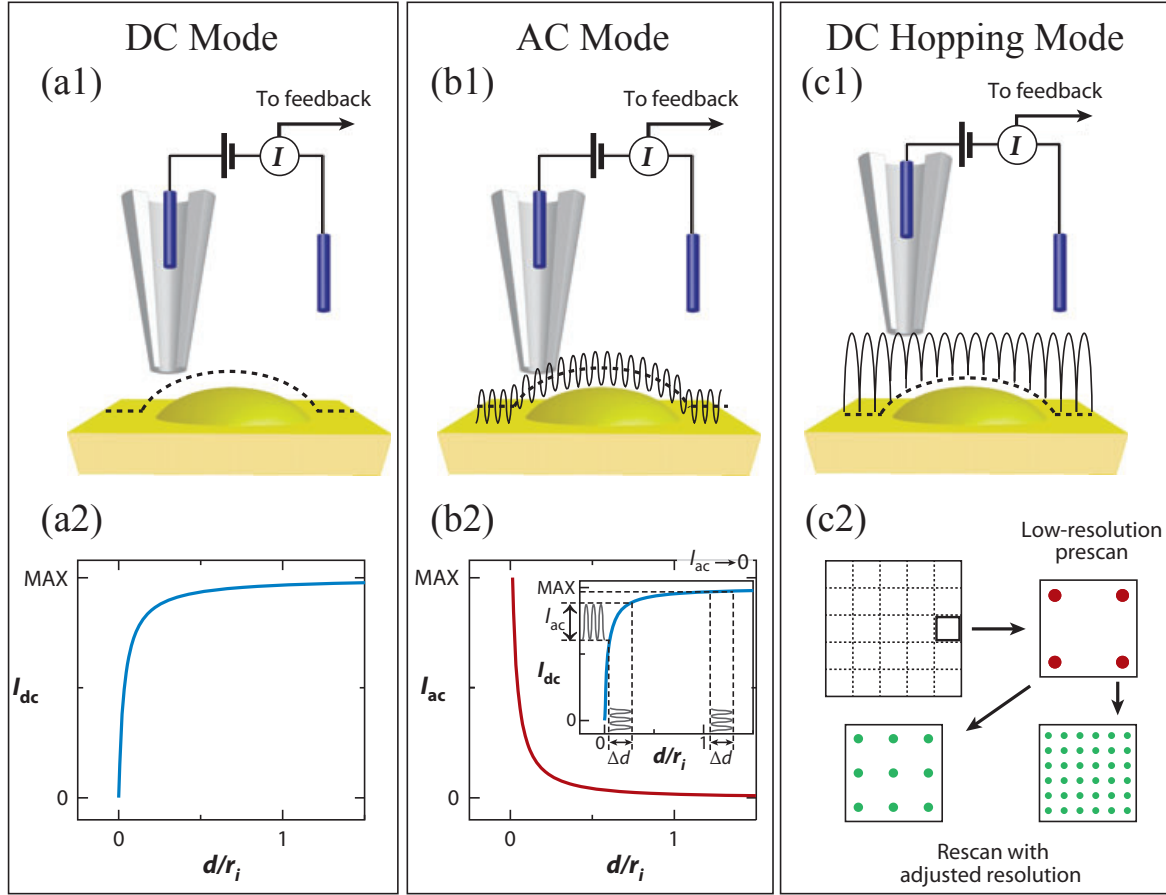 DC Mode
(a1)
To feedback
I
(a2)
MAX
I_dc
0
0
1
d/r_i
AC Mode
(b1)
To feedback
I
(b2)
MAX
I_ac
0
0
1
d/r_i
I_ac → 0
MAX
I_ac
I_dc
0
0
1
d/r_i
Δd
Δd
DC Hopping Mode
(c1)
To feedback
I
(c2)
Low-resolution
prescan
Rescan with
adjusted resolution